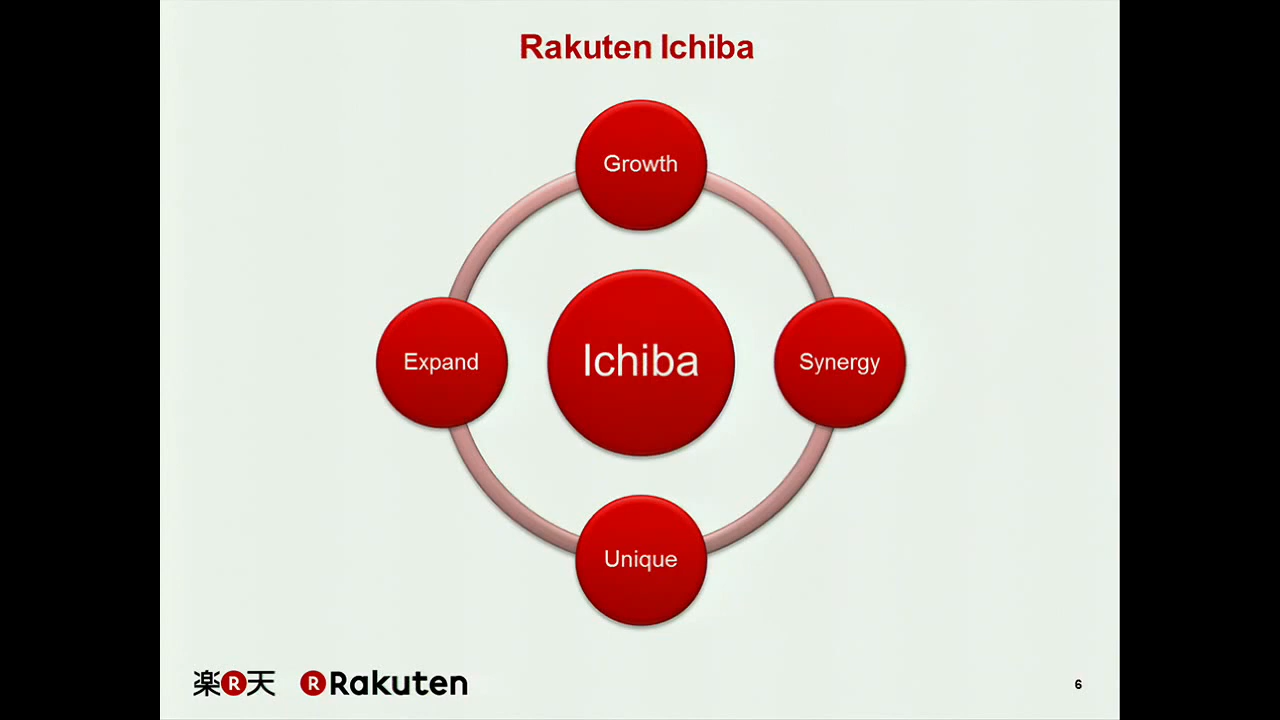 Rakuten Ichiba
Growth
Expand
Ichiba
Synergy
Unique
楽R天 R Rakuten
6